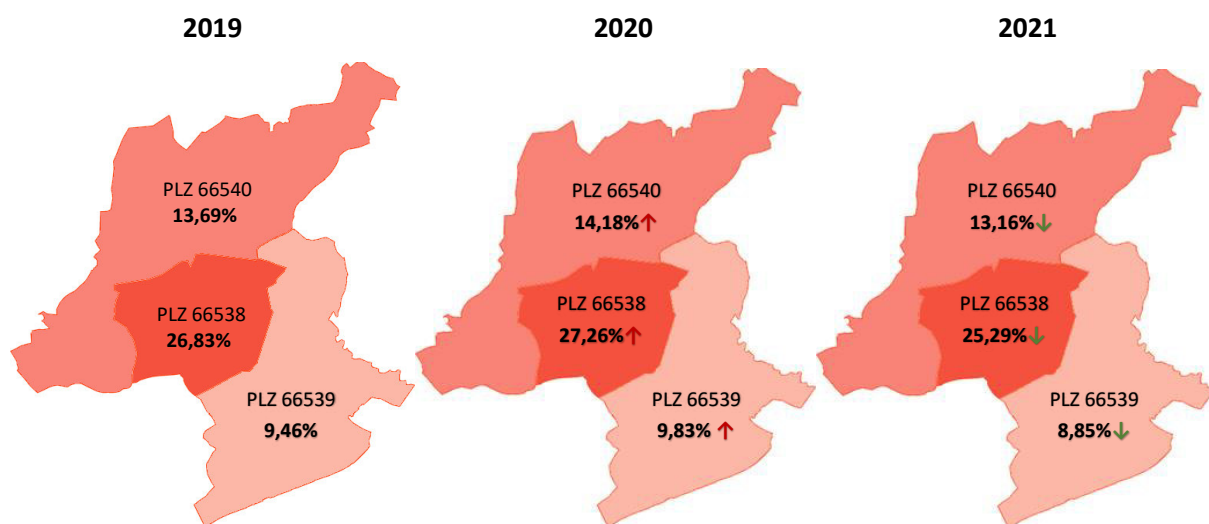 2019
PLZ 66540
13,69%
PLZ 66538
26,83%
PLZ 66539
9,46%
2020
PLZ 66540
14,18%↑
PLZ 66538
27,26%↑
PLZ 66539
9,83% ↑
2021
PLZ 66540
13,16%↓
PLZ 66538
25,29%↓
PLZ 66539
8,85%↓